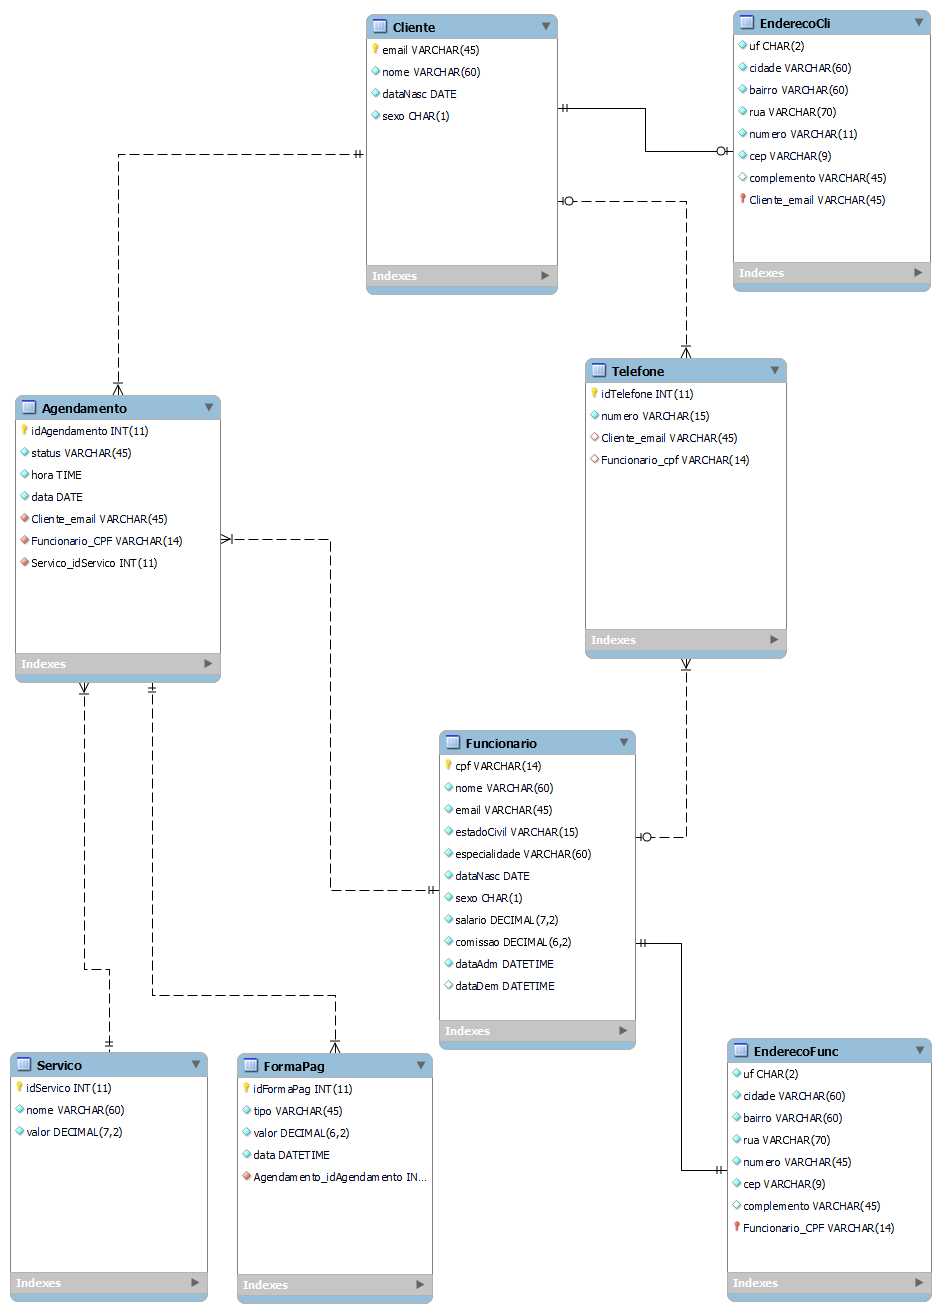 Cliente
email VARCHAR(45)
nome VARCHAR(60)
dataNasc DATE
sexo CHAR(1)
Indexes
EnderecoCli
uf CHAR(2)
cidade VARCHAR(60)
bairro VARCHAR(60)
rua VARCHAR(70)
numero VARCHAR(11)
cep VARCHAR(9)
complemento VARCHAR(45)
Cliente_email VARCHAR(45)
Indexes
Telefone
idTelefone INT(11)
numero VARCHAR(15)
Cliente_email VARCHAR(45)
Funcionario_cpf VARCHAR(14)
Indexes
Agendamento
idAgendamento INT(11)
status VARCHAR(45)
hora TIME
data DATE
Cliente_email VARCHAR(45)
Funcionario_CPF VARCHAR(14)
Servico_idServico INT(11)
Indexes
Funcionario
cpf VARCHAR(14)
nome VARCHAR(60)
email VARCHAR(45)
estadoCivil VARCHAR(15)
especialidade VARCHAR(60)
dataNasc DATE
sexo CHAR(1)
salario DECIMAL(7,2)
comissao DECIMAL(6,2)
dataAdm DATETIME
dataDem DATETIME
Indexes
Servico
idServico INT(11)
nome VARCHAR(60)
valor DECIMAL(7,2)
Indexes
FormaPag
idFormaPag INT(11)
tipo VARCHAR(45)
valor DECIMAL(6,2)
data DATETIME
Agendamento_idAgendamento IN...
Indexes
EnderecoFunc
uf CHAR(2)
cidade VARCHAR(60)
bairro VARCHAR(60)
rua VARCHAR(70)
numero VARCHAR(45)
cep VARCHAR(9)
complemento VARCHAR(45)
Funcionario_CPF VARCHAR(14)
Indexes